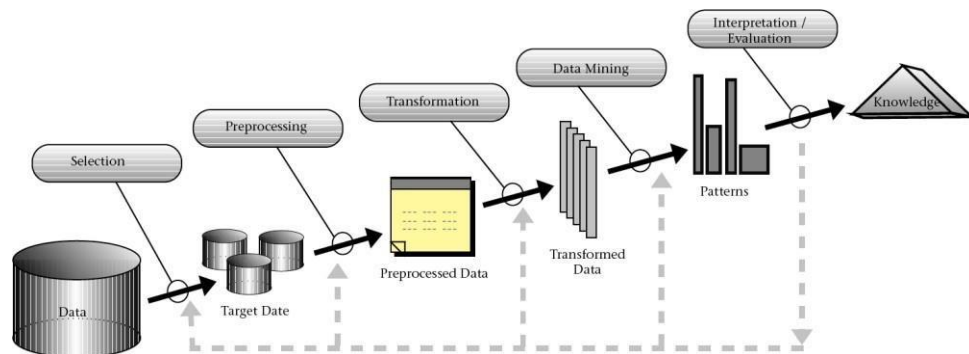 Interpretation /
Evaluation
Data Mining
Transformation
Preprocessing
Selection
Knowledge
Patterns
Transformed
Data
Preprocessed Data
Target Date
Data